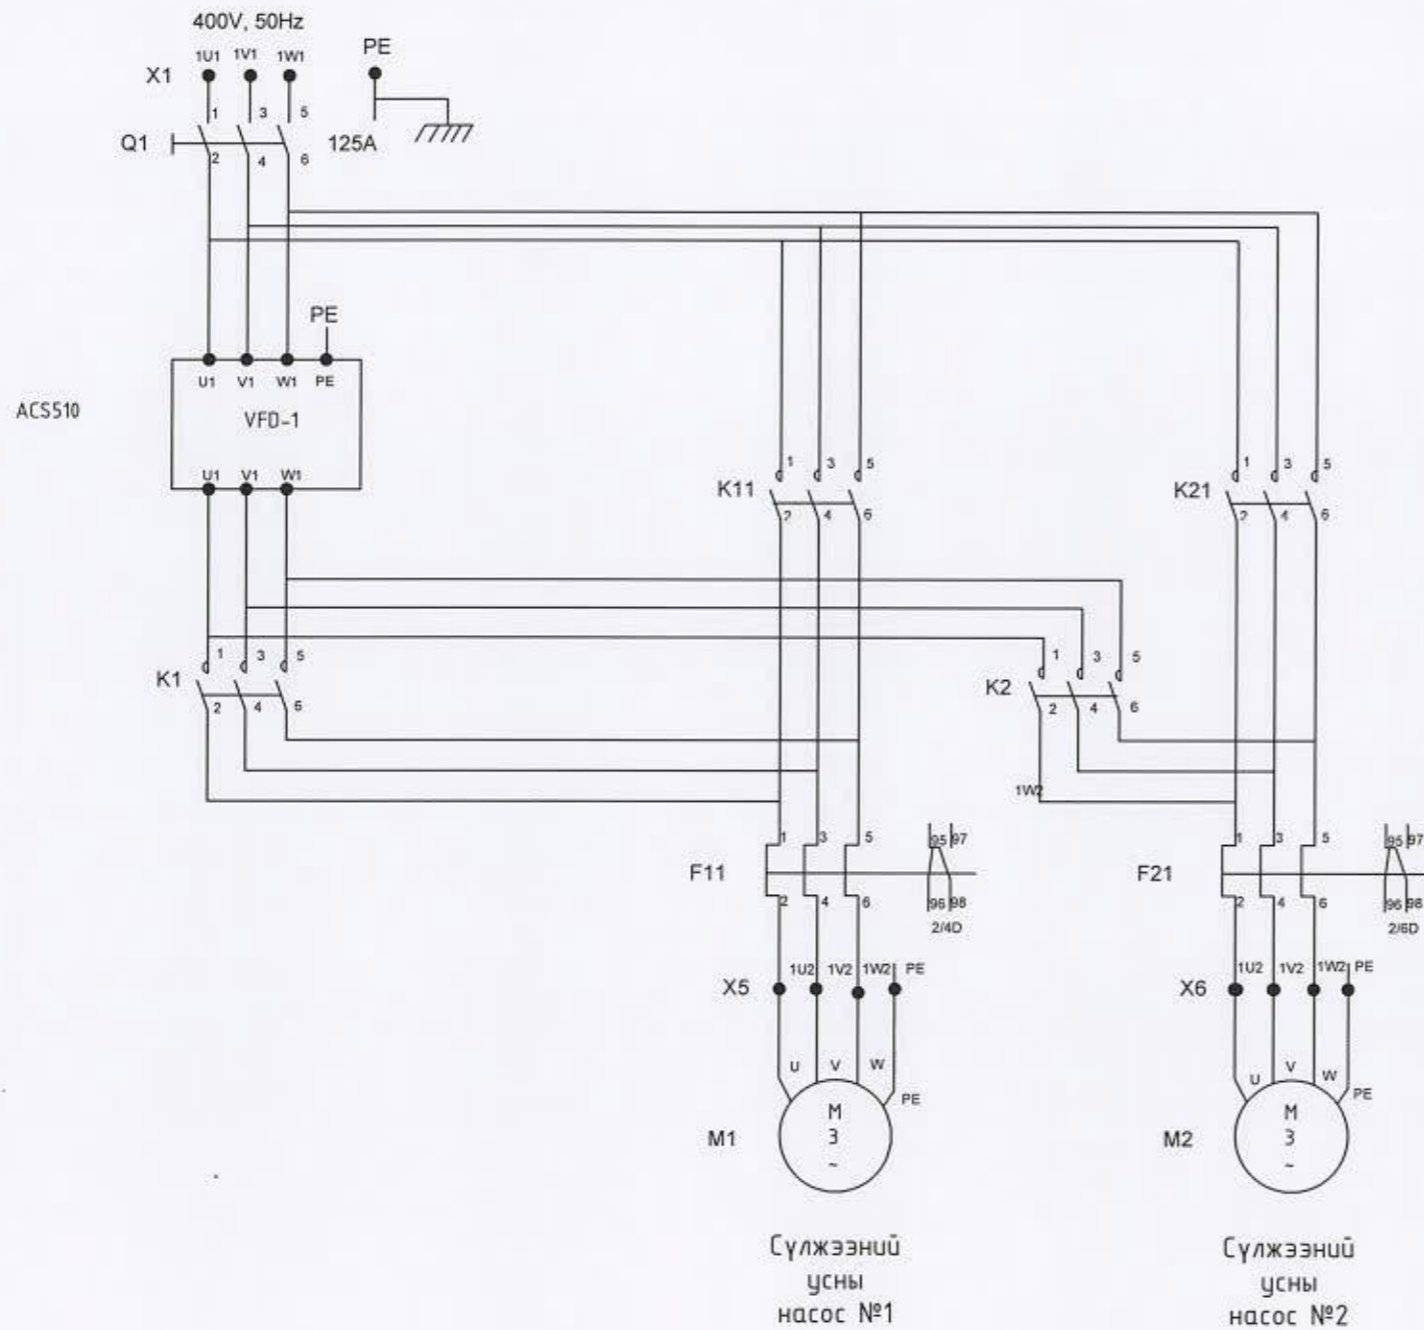 400V, 50Hz
1U1 1V1 1W1 PE
X1
1 3 5
Q1 125A
2 4 6
PE
U1 V1 W1 PE
ACS510
VFD-1
U1 V1 W1
1 3 5 1 3 5
K11 K21
2 4 6 2 4 6
1 3 5 1 3 5
K1 K2
2 4 6 2 4 6
1W2
1 3 5 95 97 1 3 5 95 97
F11 F21
2 4 6 96 98 2 4 6 96 98
2/4D 2/6D
1U2 1V2 1W2 PE 1U2 1V2 1W2 PE
X5 X6
U V W U V W
PE PE
M M
M1 3 M2 3
~ ~
Сүлжээний Сүлжээний
усны усны
насос №1 насос №2